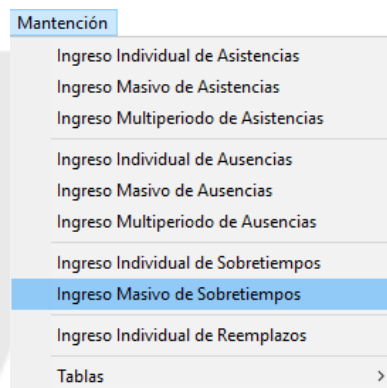 Mantención
Ingreso Individual de Asistencias
Ingreso Masivo de Asistencias
Ingreso Multiperiodo de Asistencias
Ingreso Individual de Ausencias
Ingreso Masivo de Ausencias
Ingreso Multiperiodo de Ausencias
Ingreso Individual de Sobretiempos
Ingreso Masivo de Sobretiempos
Ingreso Individual de Reemplazos
Tablas